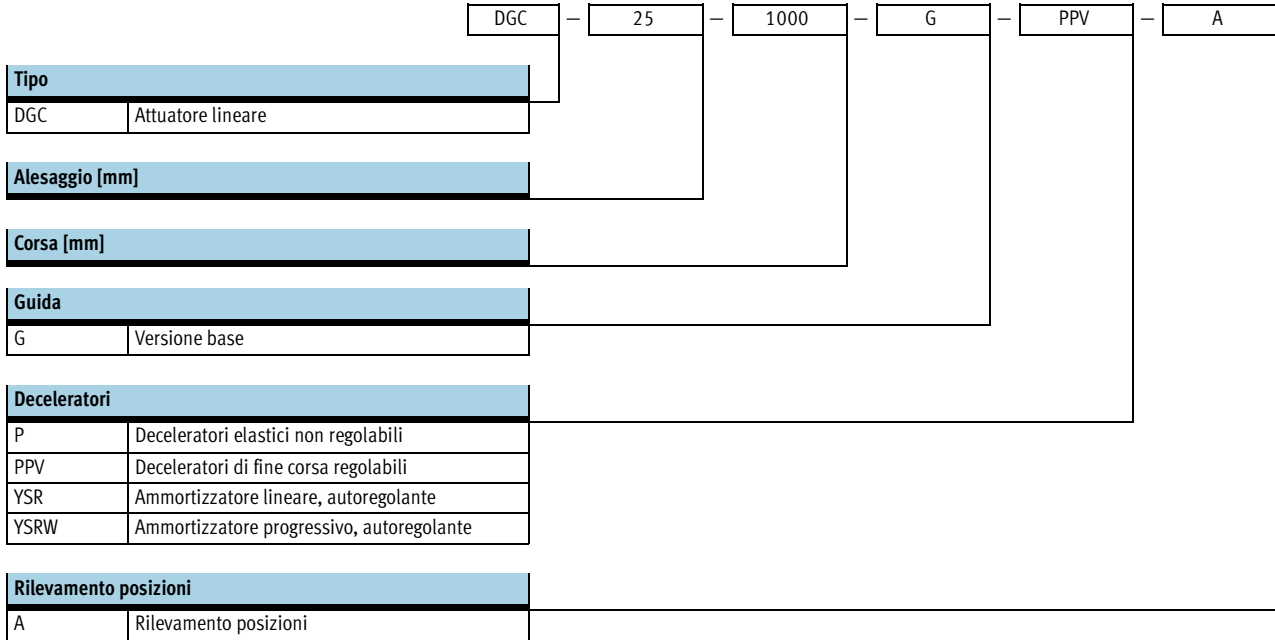 DGC — 25 — 1000 — G — PPV — A
Tipo
DGC Attuatore lineare
Alesaggio [mm]
Corsa [mm]
Guida
G Versione base
Deceleratori
P Deceleratori elastici non regolabili
PPV Deceleratori di fine corsa regolabili
YSR Ammortizzatore lineare, autoregolante
YSRW Ammortizzatore progressivo, autoregolante
Rilevamento posizioni
A Rilevamento posizioni